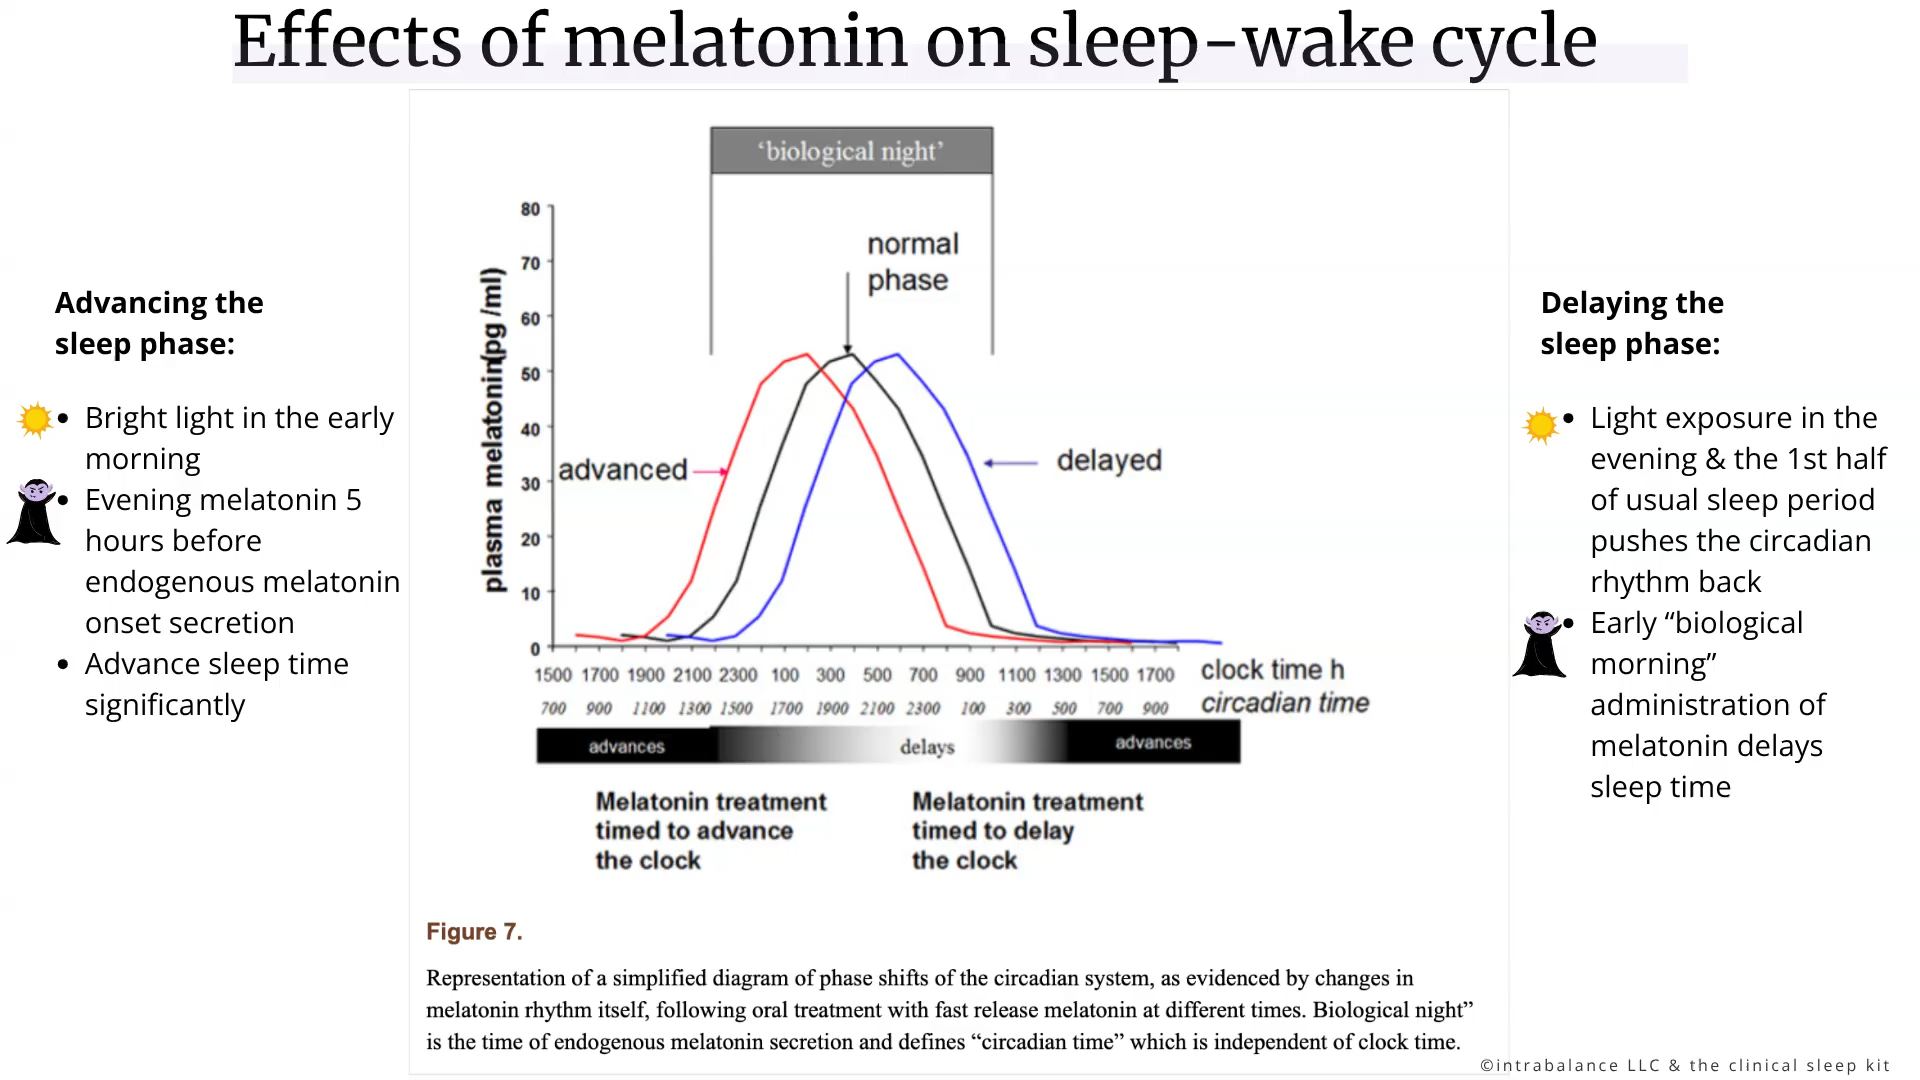 Effects of melatonin on sleep-wake cycle
Advancing the
sleep phase:
Bright light in the early
morning
Evening melatonin 5
hours before
endogenous melatonin
onset secretion
Advance sleep time
significantly
‘biological night’
normal
phase
advanced
delayed
plasma melatonin(pg /ml)
80
70
60
50
40
30
20
10
0
1500 1700 1900 2100 2300 100 300 500 700 900 1100 1300 1500 1700 clock time h
700 900 1100 1300 1500 1700 1900 2100 2300 100 300 500 700 900 circadian time
advances delays advances
Melatonin treatment
timed to advance
the clock
Melatonin treatment
timed to delay
the clock
Figure 7.
Representation of a simplified diagram of phase shifts of the circadian system, as evidenced by changes in
melatonin rhythm itself, following oral treatment with fast release melatonin at different times. Biological night”
is the time of endogenous melatonin secretion and defines “circadian time” which is independent of clock time.
Delaying the
sleep phase:
Light exposure in the
evening & the 1st half
of usual sleep period
pushes the circadian
rhythm back
Early “biological
morning”
administration of
melatonin delays
sleep time
©intrabalance LLC & the clinical sleep kit